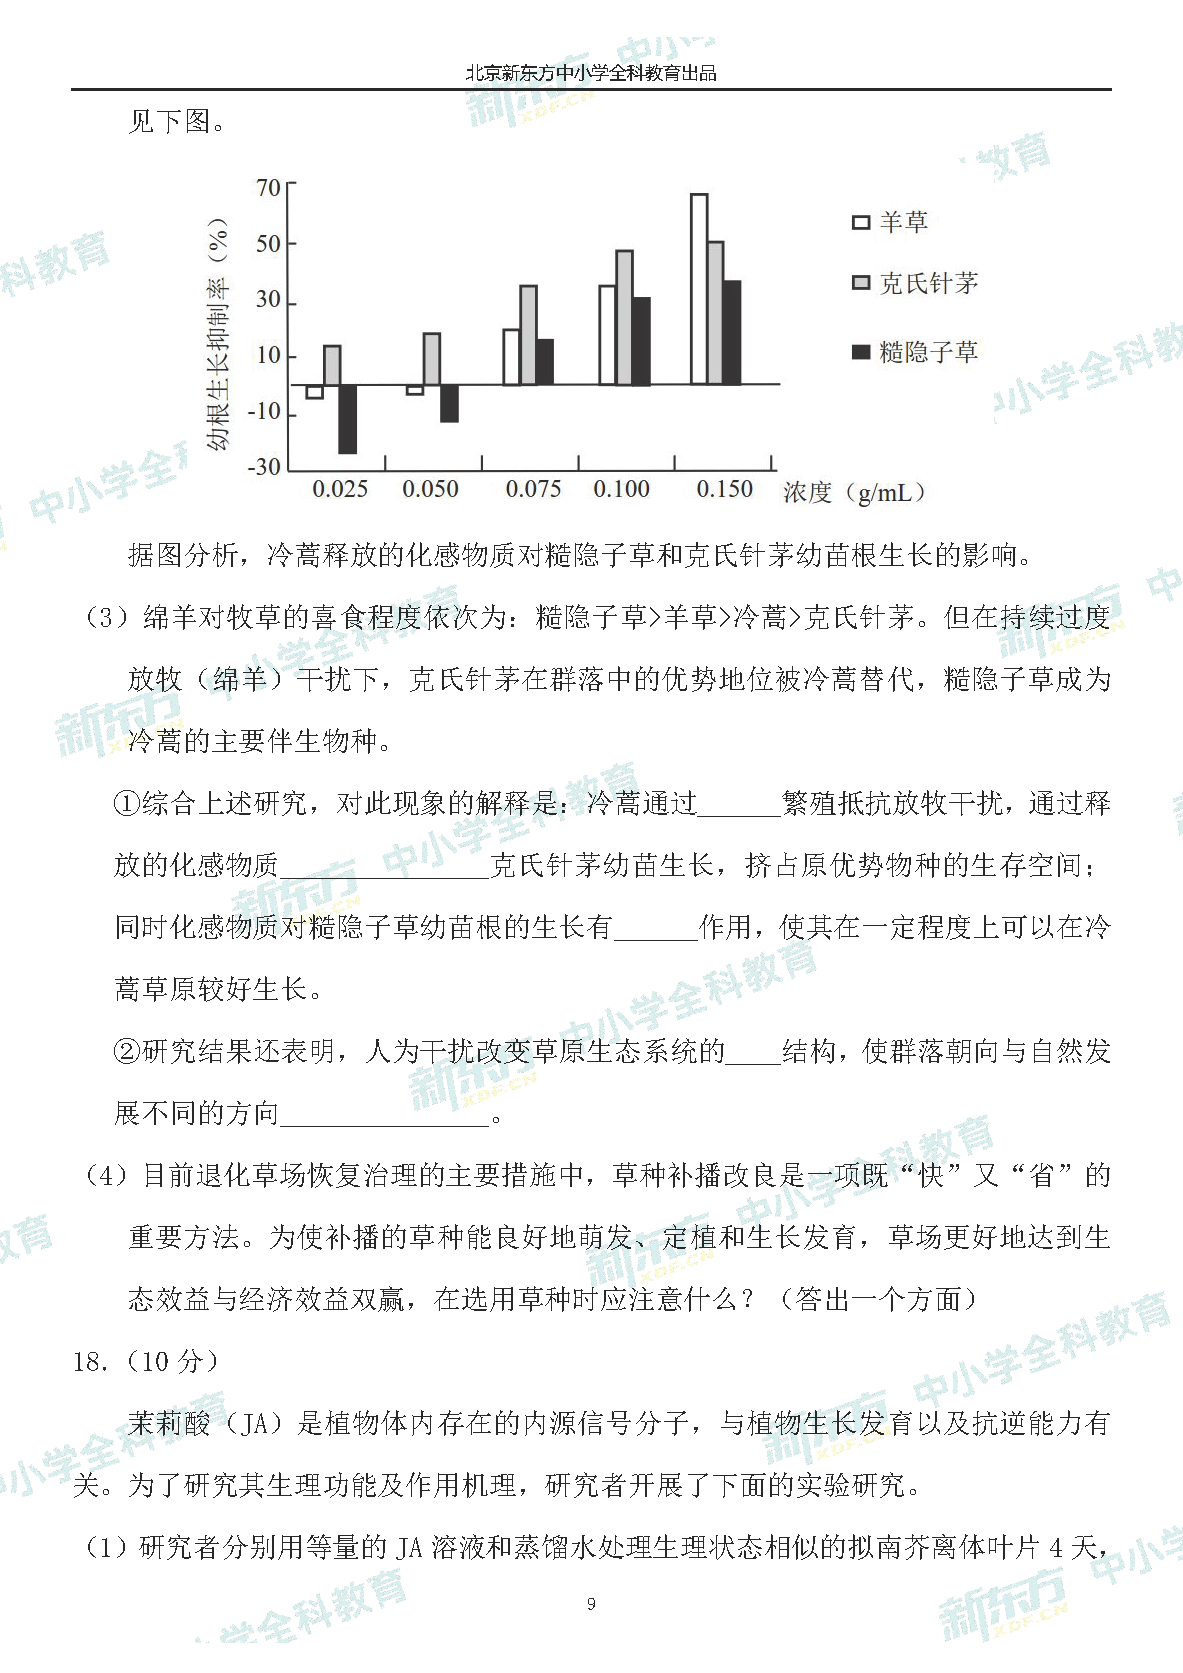 北京新东方中小学全科教育出品
见下图。
70
50
30
10
-10
-30
幼根生长抑制率（%）
0.025 0.050 0.075 0.100 0.150 浓度（g/mL）
羊草
克氏针茅
糙隐子草
据图分析，冷蒿释放的化感物质对糙隐子草和克氏针茅幼苗根生长的影响。
（3）绵羊对牧草的喜食程度依次为：糙隐子草>羊草>冷蒿>克氏针茅。但在持续过度
放牧（绵羊）干扰下，克氏针茅在群落中的优势地位被冷蒿替代，糙隐子草成为
冷蒿的主要伴生物种。
①综合上述研究，对此现象的解释是：冷蒿通过______繁殖抵抗放牧干扰，通过释
放的化感物质_______________克氏针茅幼苗生长，挤占原优势物种的生存空间；
同时化感物质对糙隐子草幼苗根的生长有______作用，使其在一定程度上可以在冷
蒿草原较好生长。
②研究结果还表明，人为干扰改变草原生态系统的____结构，使群落朝向与自然发
展不同的方向_______________。
（4）目前退化草场恢复治理的主要措施中，草种补播改良是一项既“快”又“省”的
重要方法。为使补播的草种能良好地萌发、定植和生长发育，草场更好地达到生
态效益与经济效益双赢，在选用草种时应注意什么？（答出一个方面）
18．（10 分）
茉莉酸（JA）是植物体内存在的内源信号分子，与植物生长发育以及抗逆能力有
关。为了研究其生理功能及作用机理，研究者开展了下面的实验研究。
（1）研究者分别用等量的 JA 溶液和蒸馏水处理生理状态相似的拟南芥离体叶片 4 天，
9
新东方 XDF.CN 中小学全科教育